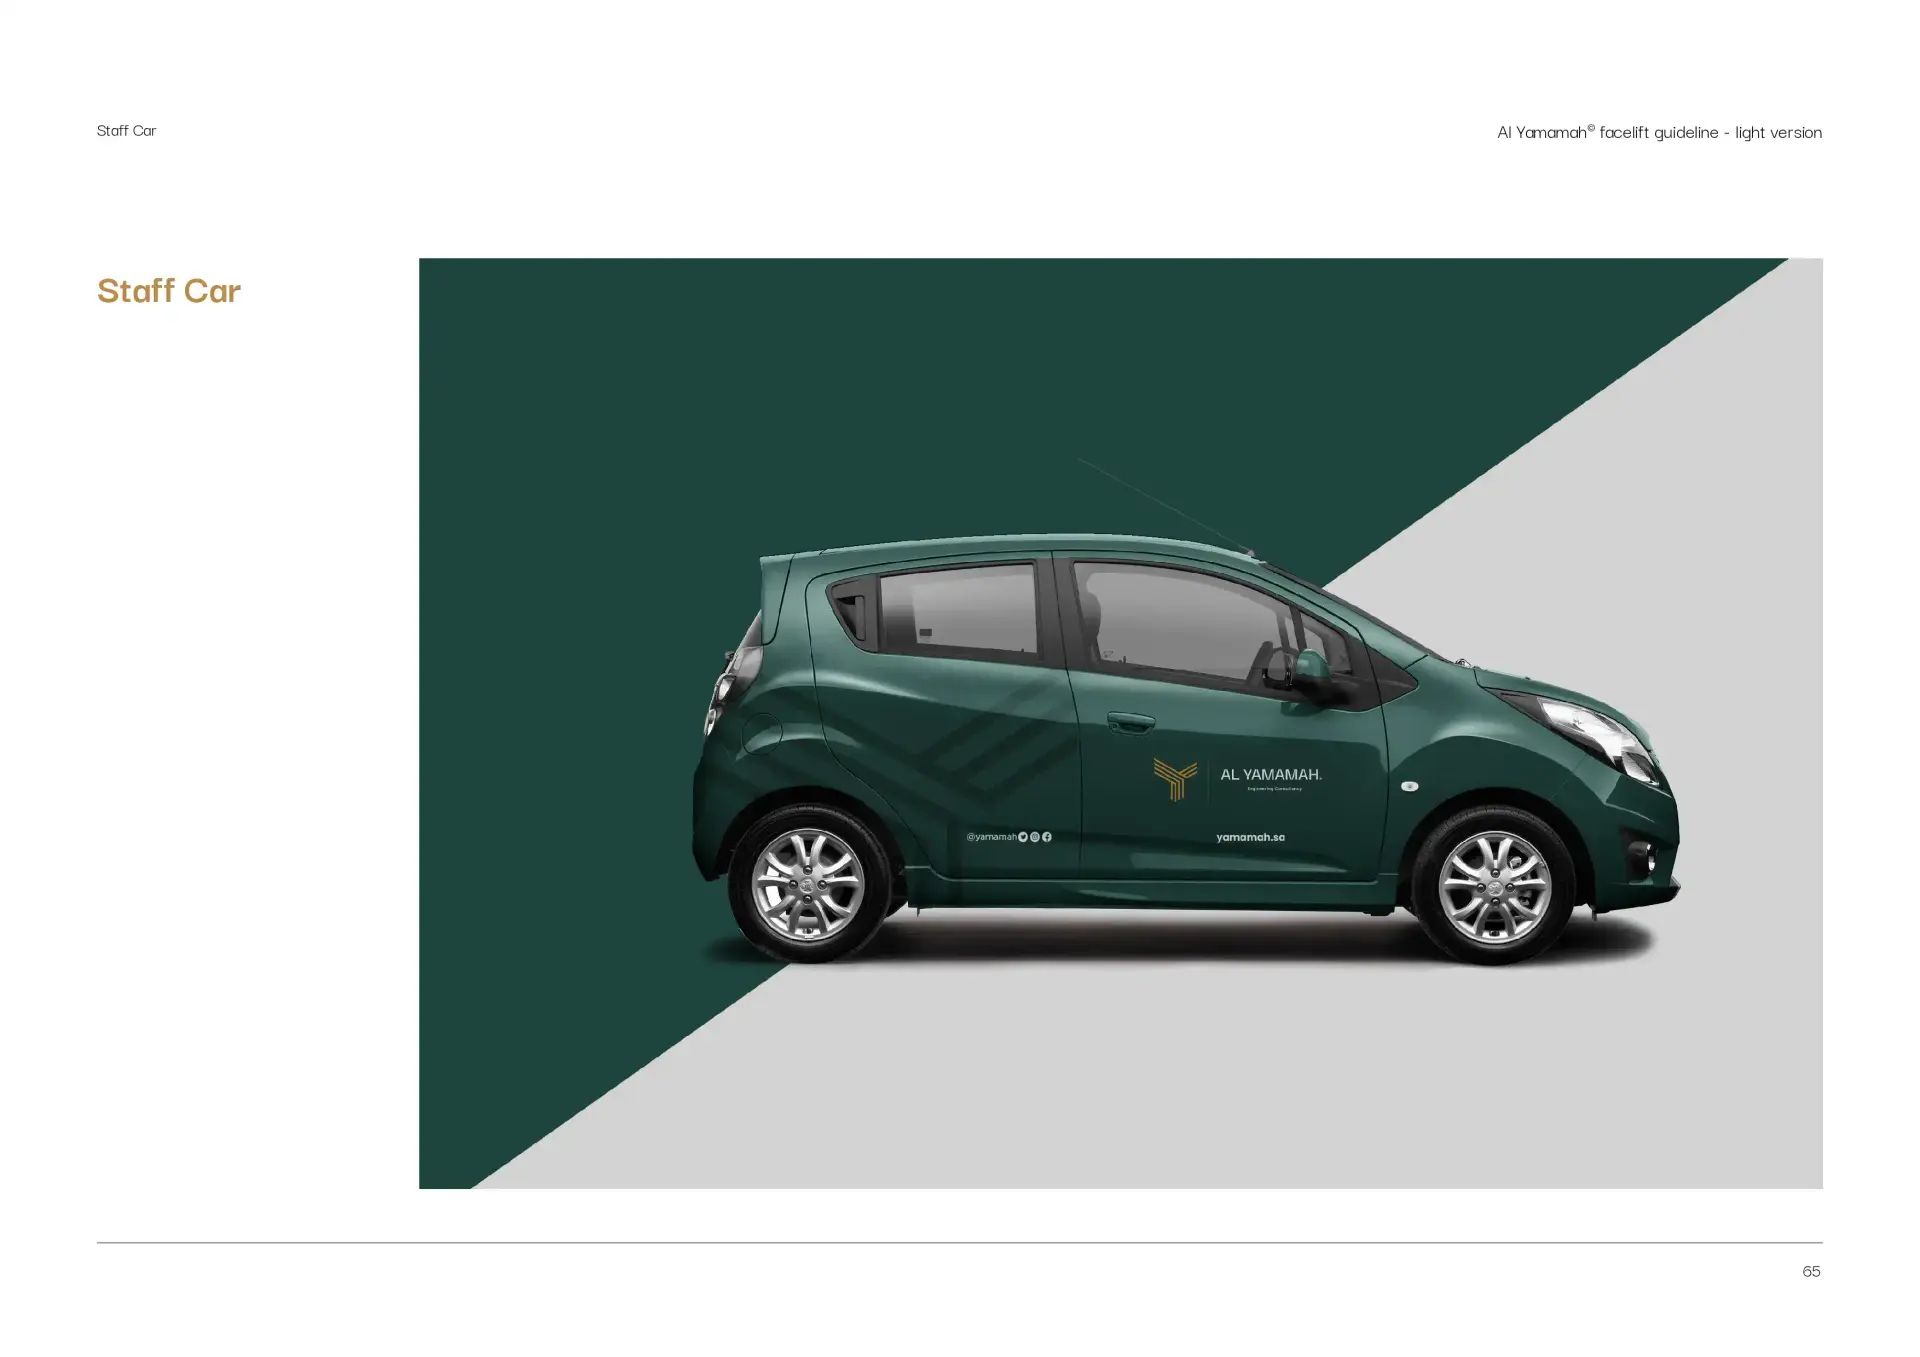 Staff Car
Al Yamamah© facelift guideline - light version
Staff Car
AL YAMAMAH.
Engineering Consultancy
@yamamah
yamamah.sa
65